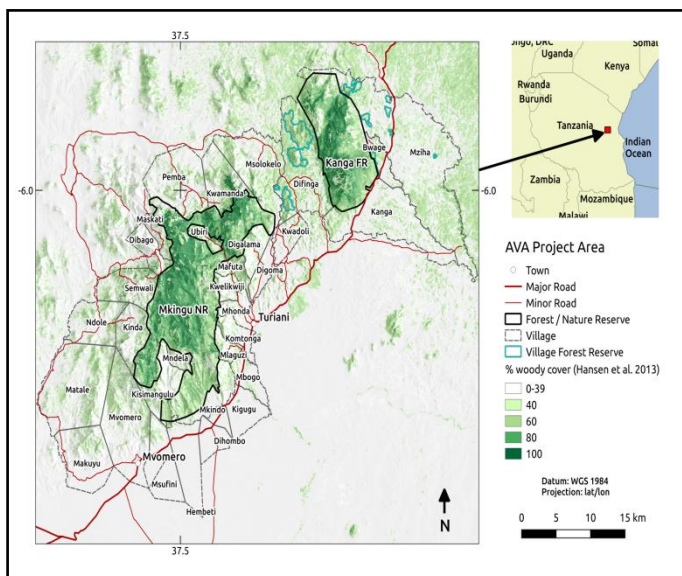 37.5
-6.0
Kanga FR
Bwage
Mziha
Msolokelo
Pemba
Difinga
Kwamanda
Kanga
Maskati
Kwadoli
Ubiri
Dibago
Digalama
Mafuta
Digoma
Semwali
Kwelikwiji
Mkingu NR
Mhonda
Turiani
Ndole
Kinda
Komtonga
Mlaguzi
Mndela
Mbogo
Matale
Kisimangulu
Mvomero
Mkindo
Kigugu
Dihombo
Makuyu
Mvomero
Msufini
Hembeti
N
37.5
ongo, DRC
Somal
Uganda
Kenya
Rwanda
Burundi
Tanzania
Indian
Ocean
Zambia
Mozambique
Malawi
-6.0
AVA Project Area
Town
Major Road
Minor Road
Forest / Nature Reserve
Village
Village Forest Reserve
% woody cover (Hansen et al. 2013)
0-39
40
60
80
100
Datum: WGS 1984
Projection: lat/lon
0 5 10 15 km